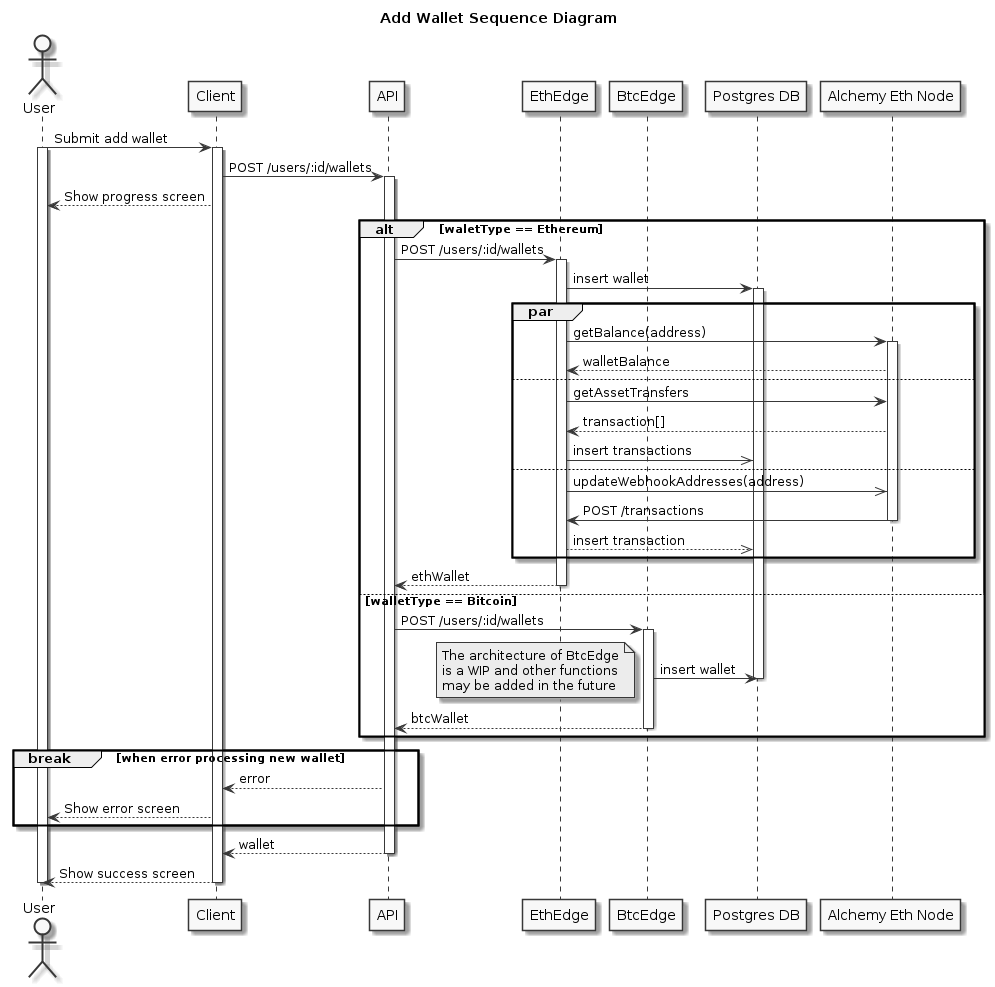 Add Wallet Sequence Diagram
User
Client
API
EthEdge
BtcEdge
Postgres DB
Alchemy Eth Node
Submit add wallet
POST /users/:id/wallets
Show progress screen
alt
[waletType == Ethereum]
POST /users/:id/wallets
insert wallet
par
getBalance(address)
walletBalance
getAssetTransfers
transaction[]
insert transactions
updateWebhookAddresses(address)
POST /transactions
insert transaction
ethWallet
[walletType == Bitcoin]
POST /users/:id/wallets
The architecture of BtcEdge
is a WIP and other functions
may be added in the future
insert wallet
btcWallet
break
[when error processing new wallet]
error
Show error screen
wallet
Show success screen
User
Client
API
EthEdge
BtcEdge
Postgres DB
Alchemy Eth Node